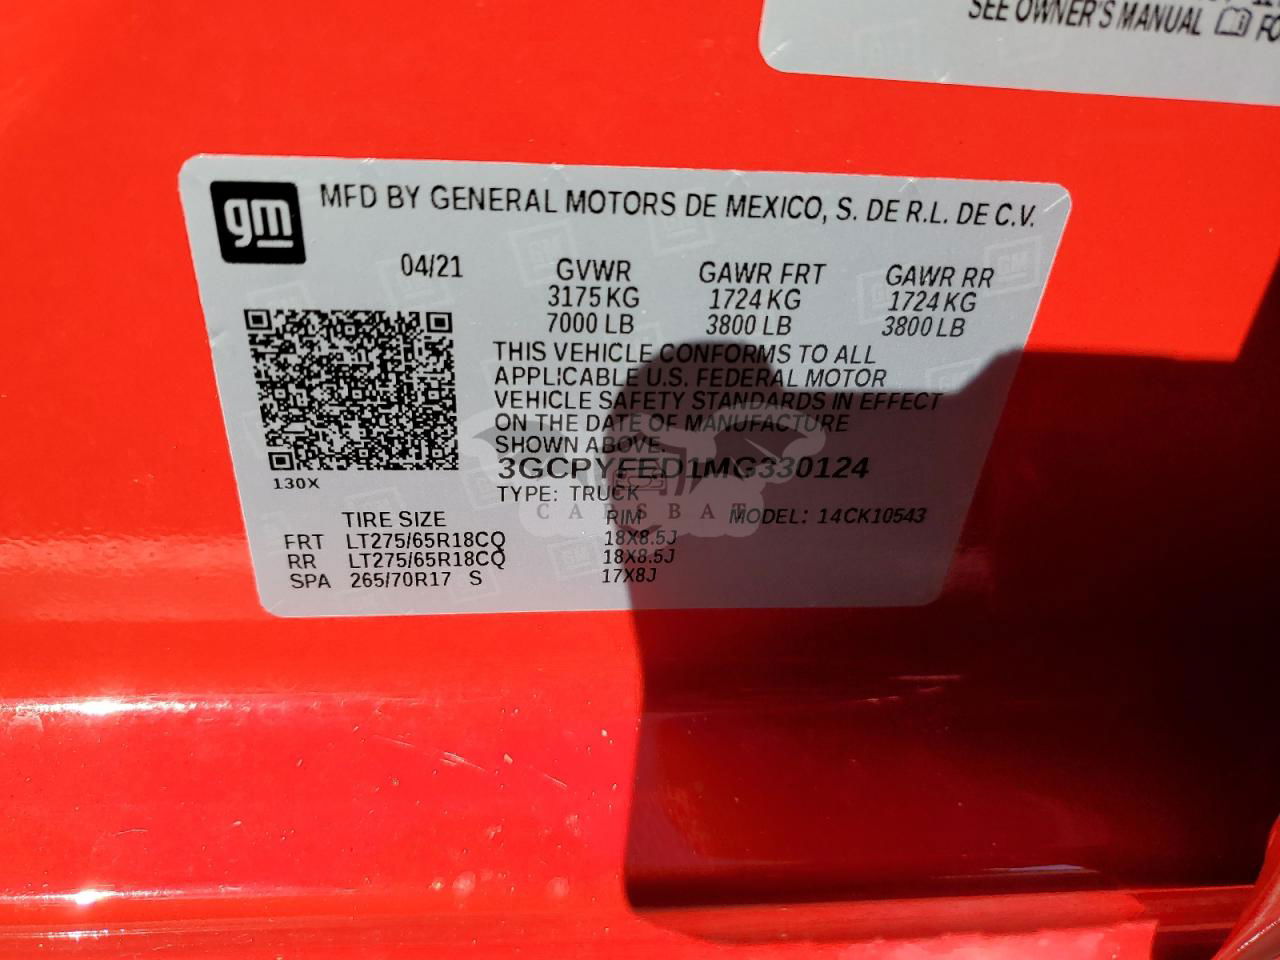 SEE OWNER'S MANUAL
gm
MFD BY GENERAL MOTORS DE MEXICO, S. DE R.L. DE C.V.
04/21 GVWR GAWR FRT GAWR RR
3175 KG 1724 KG 1724 KG
7000 LB 3800 LB 3800 LB
THIS VEHICLE CONFORMS TO ALL
APPLICABLE U.S. FEDERAL MOTOR
VEHICLE SAFETY STANDARDS IN EFFECT
ON THE DATE OF MANUFACTURE
SHOWN ABOVE.
3GCPYFED1MG330124
130X
TYPE: TRUCK
CARSBAT
TIRE SIZE RIM MODEL: 14CK10543
FRT LT275/65R18CQ 18X8.5J
RR LT275/65R18CQ 18X8.5J
SPA 265/70R17 S 17X8J